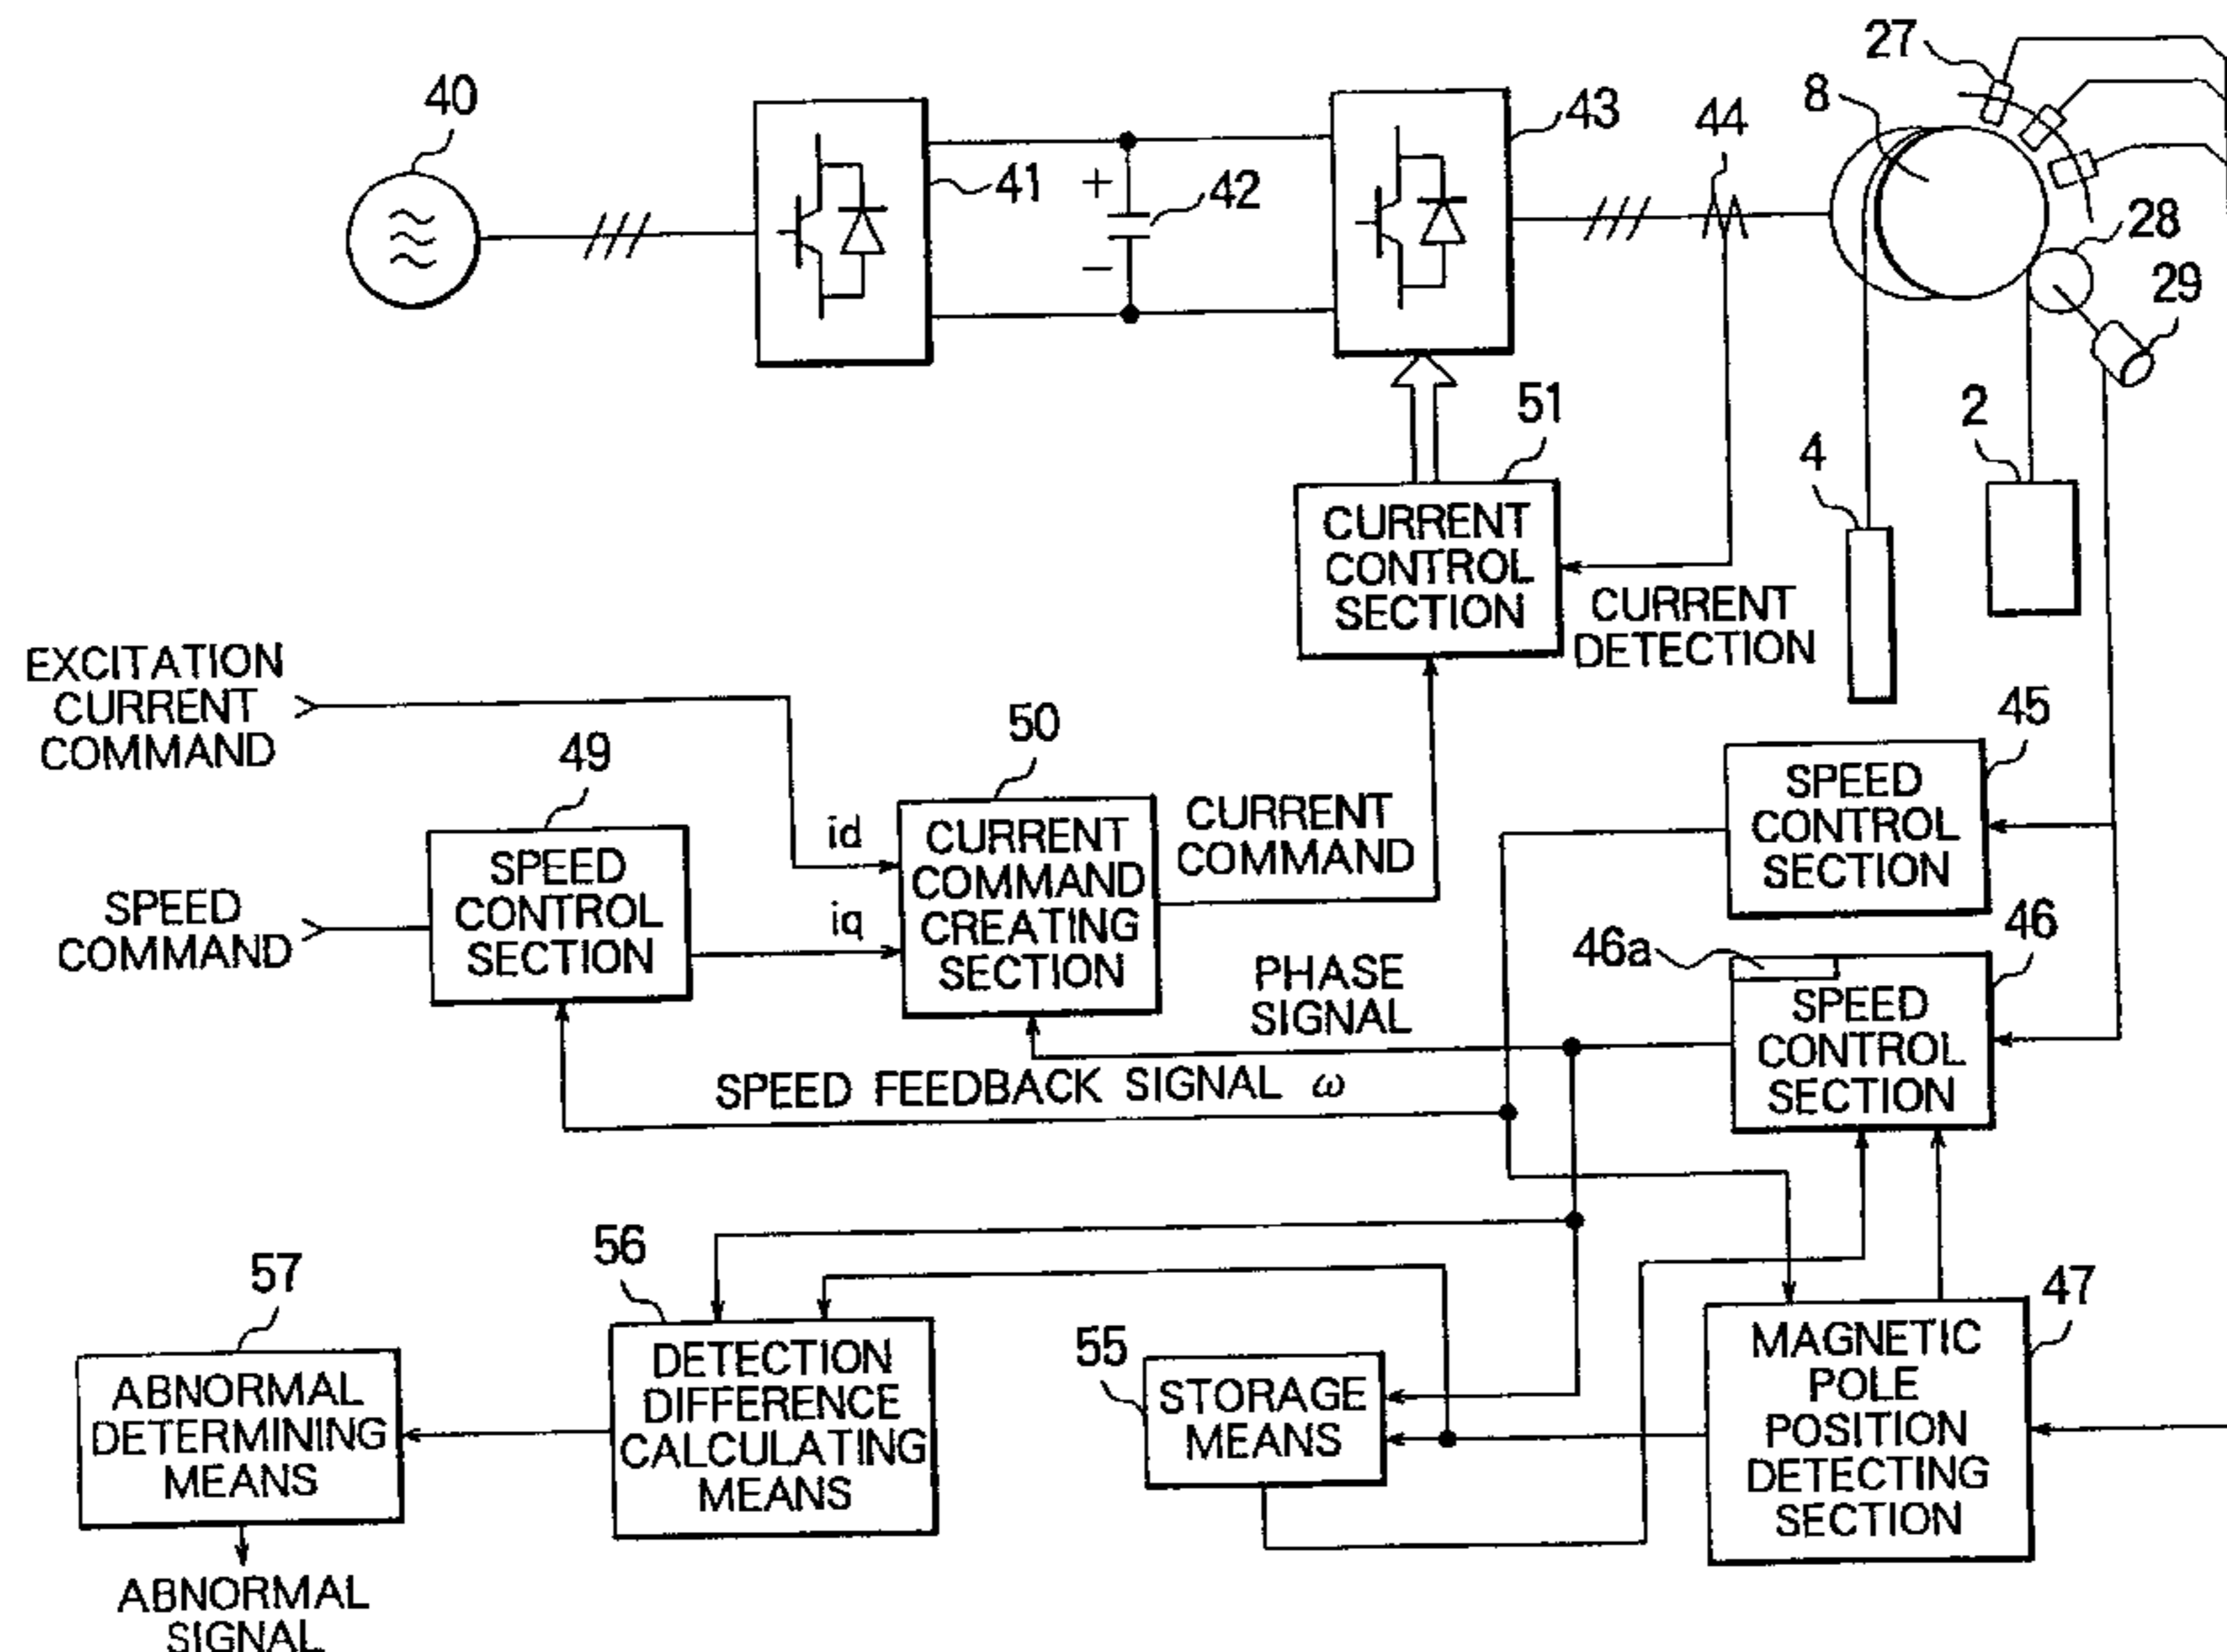 27
40
8
44
43
41
+
42
28
29
−
51
2
4
CURRENT
CONTROL
SECTION
CURRENT
DETECTION
EXCITATION
CURRENT
COMMAND
45
50
49
SPEED
CONTROL
SECTION
id
CURRENT
COMMAND
CREATING
SECTION
CURRENT
COMMAND
SPEED
CONTROL
SECTION
SPEED
COMMAND
iq
46
46a
PHASE
SIGNAL
SPEED
CONTROL
SECTION
SPEED FEEDBACK SIGNAL ω
56
57
47
55
MAGNETIC
POLE
POSITION
DETECTING
SECTION
DETECTION
DIFFERENCE
CALCULATING
MEANS
STORAGE
MEANS
ABNORMAL
DETERMINING
MEANS
ABNORMAL
SIGNAL